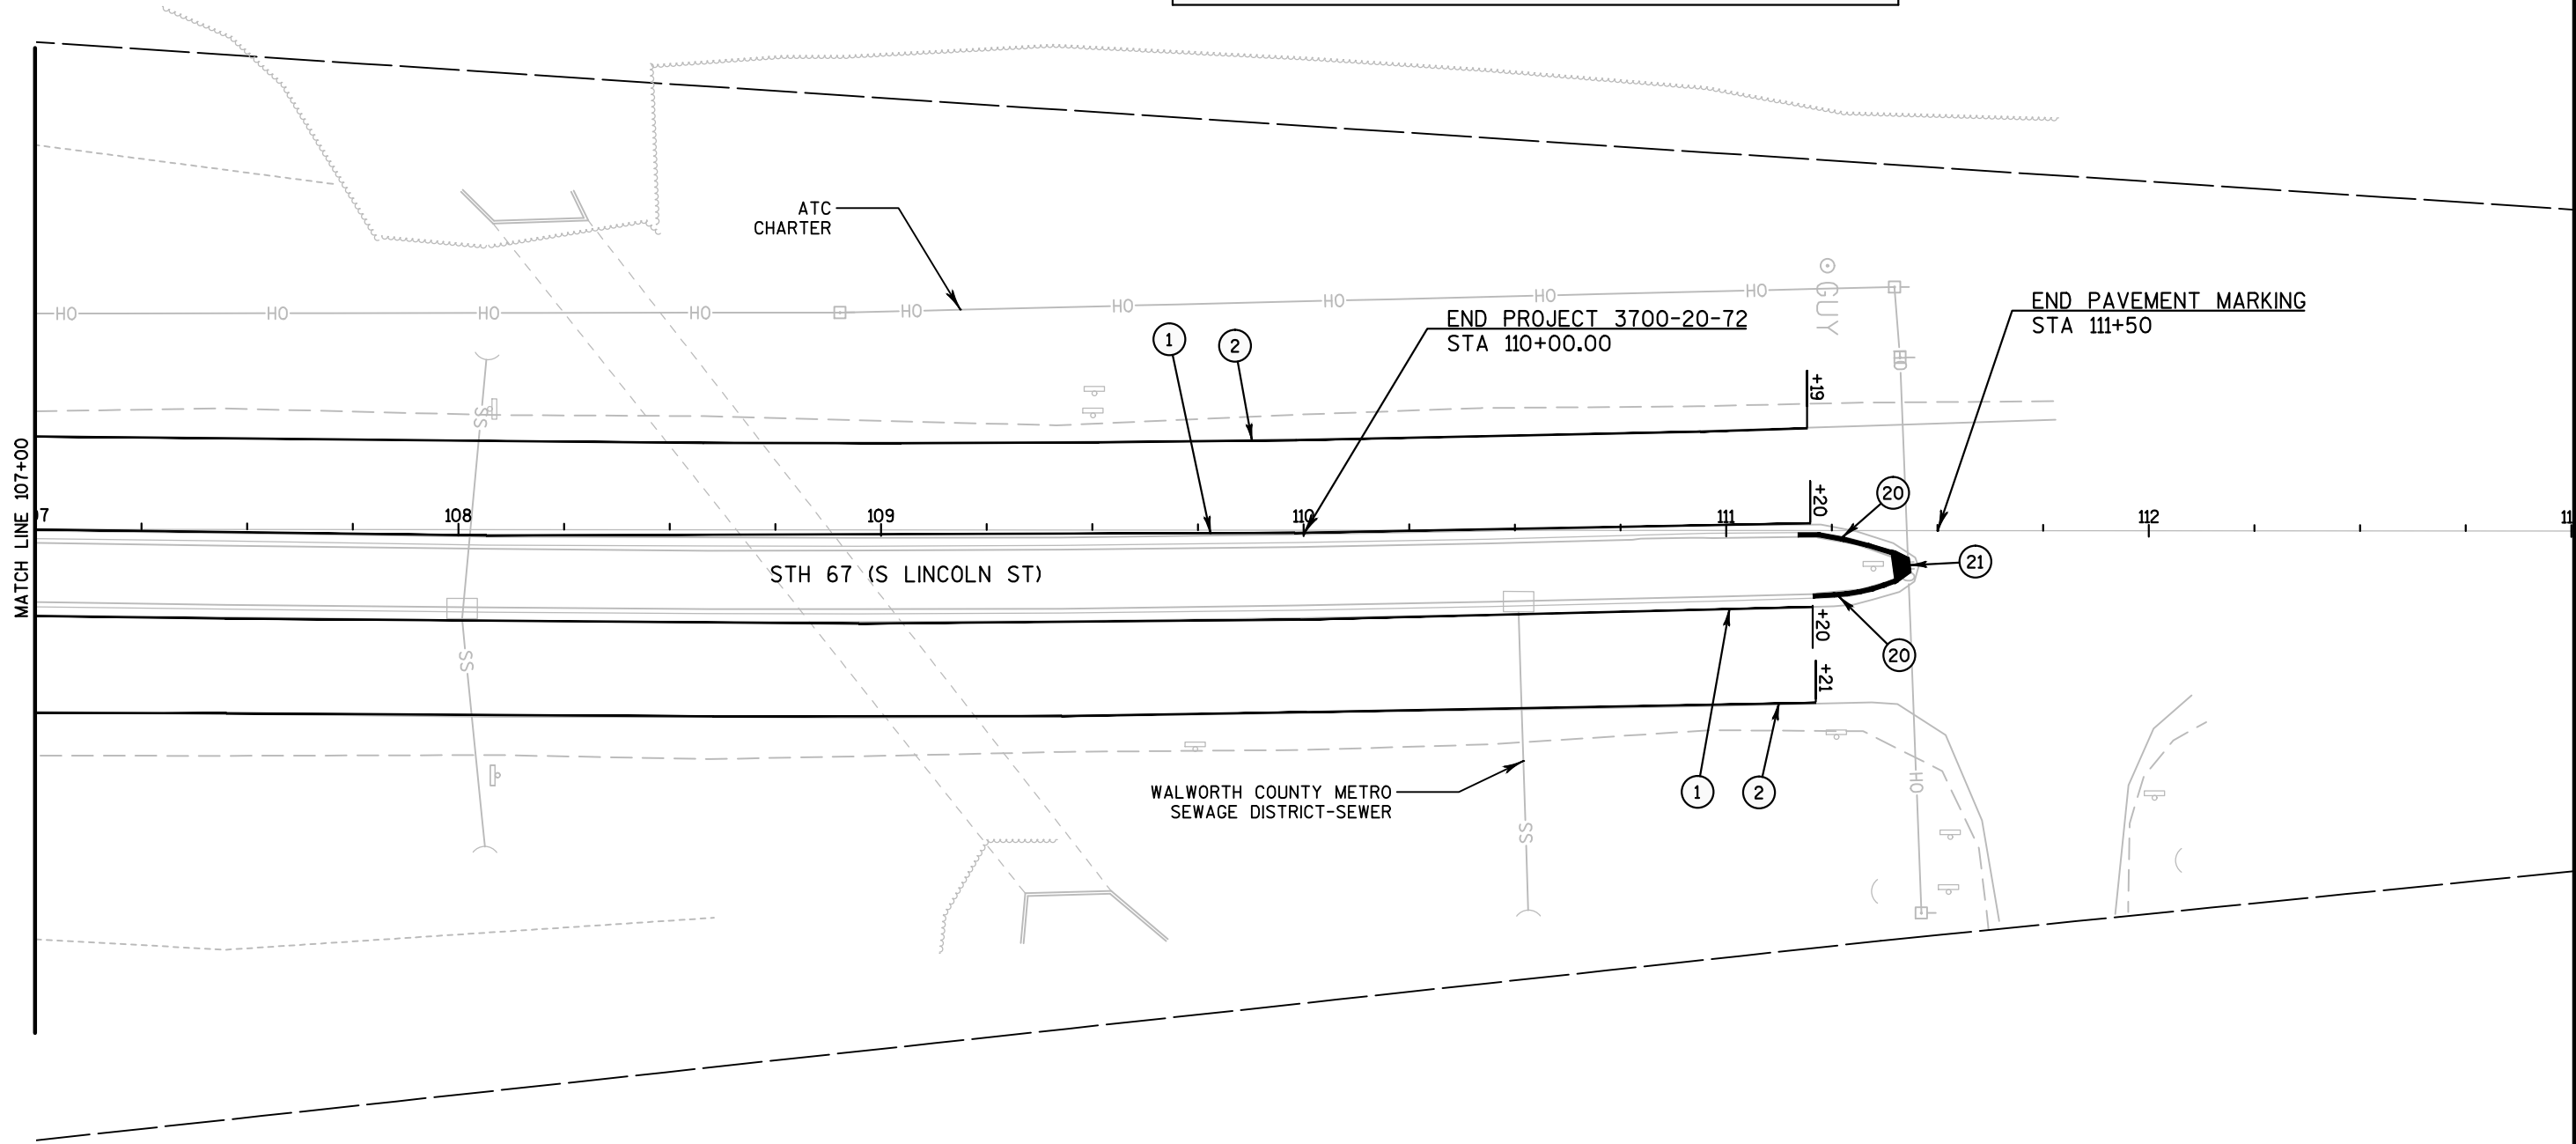 ATC
CHARTER
HO HO HO HO HO HO HO HO HO
GUY
END PAVEMENT MARKING
STA 111+50
END PROJECT 3700-20-72
STA 110+00.00
1
2
HO
+19
SS
MATCH LINE 107+00
07 108 109 110 111 112 11
+20
20
21
STH 67 (S LINCOLN ST)
+20
20
SS
+21
HO
WALWORTH COUNTY METRO
SEWAGE DISTRICT-SEWER
1
2
SS